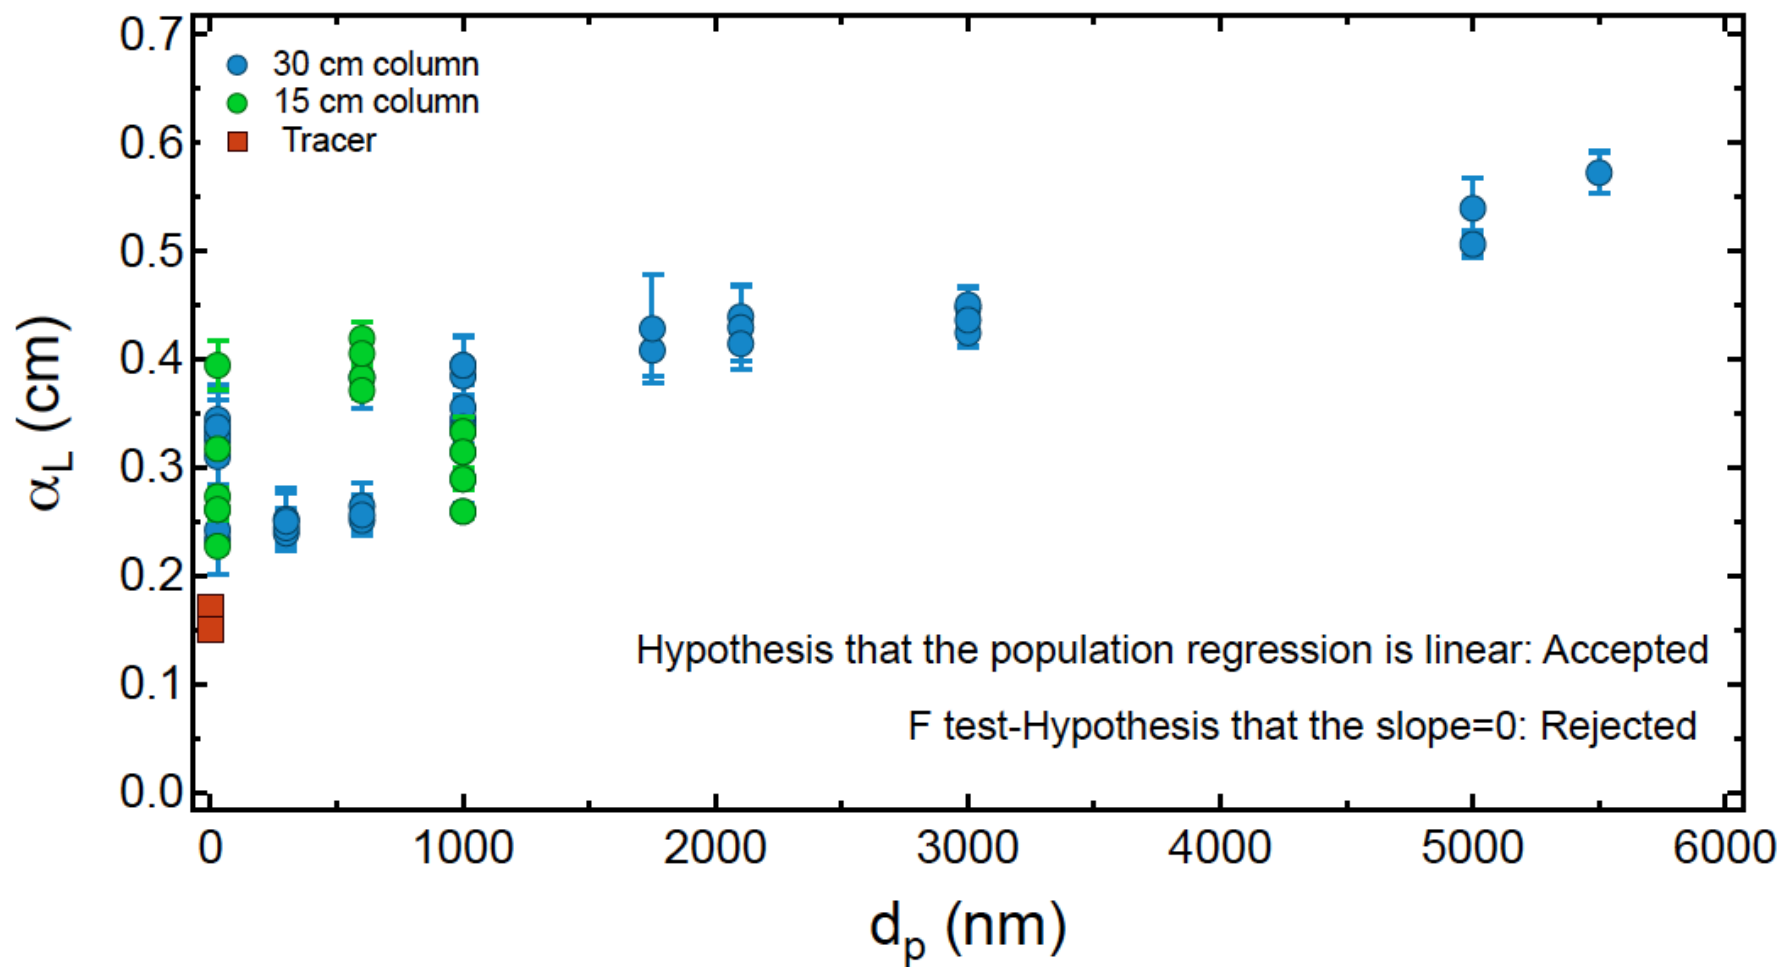 0.7
0.6
0.5
0.4
0.3
0.2
0.1
0.0
α_L (cm)
30 cm column
15 cm column
Tracer
Hypothesis that the population regression is linear: Accepted
F test-Hypothesis that the slope=0: Rejected
0 1000 2000 3000 4000 5000 6000
d_p (nm)